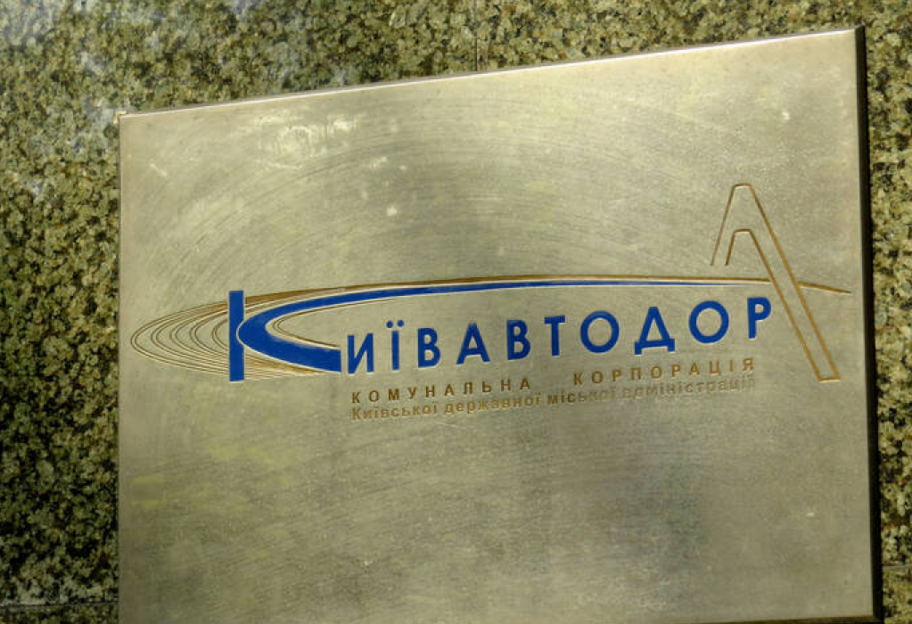 КИЇВАВТОДОР
КОМУНАЛЬНА КОРПОРАЦІЯ
Київської державної міської адміністрації